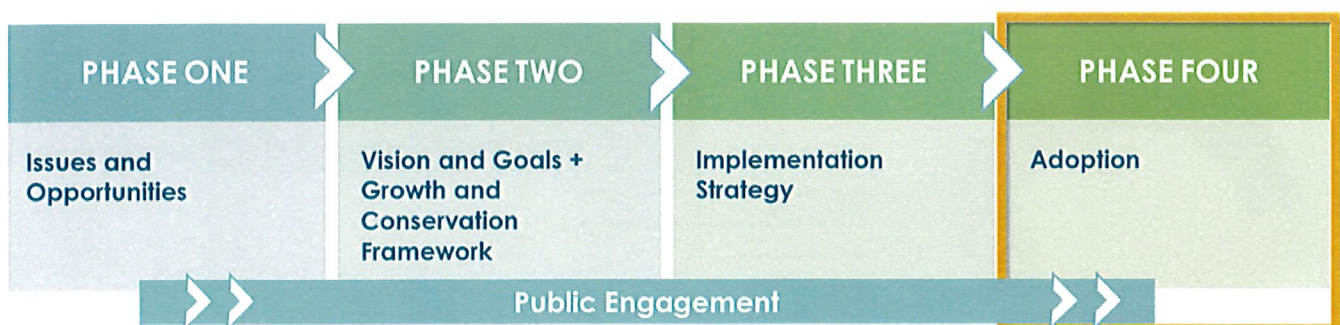 PHASE ONE
Issues and
Opportunities
PHASE TWO
Vision and Goals +
Growth and
Conservation
Framework
PHASE THREE
Implementation
Strategy
PHASE FOUR
Adoption
Public Engagement